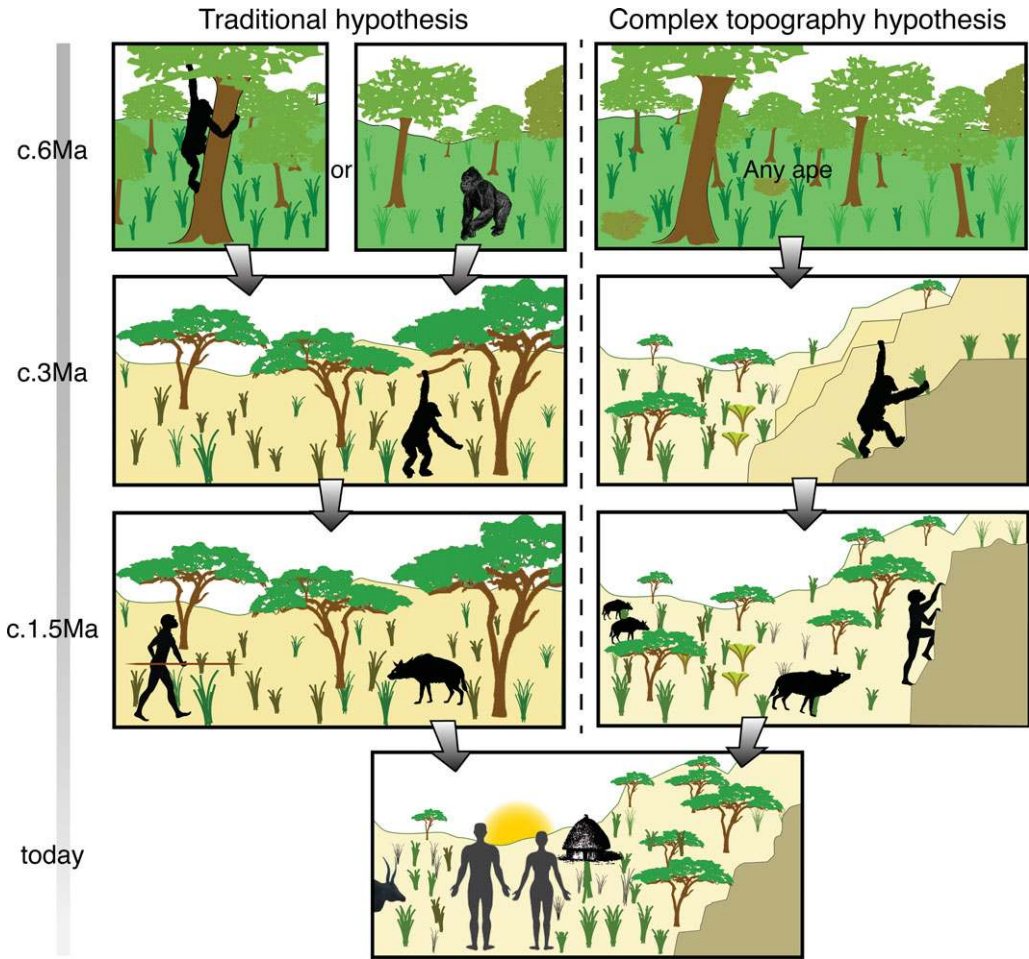 Traditional hypothesis
Complex topography hypothesis
c.6Ma
or
Any ape
c.3Ma
c.1.5Ma
today